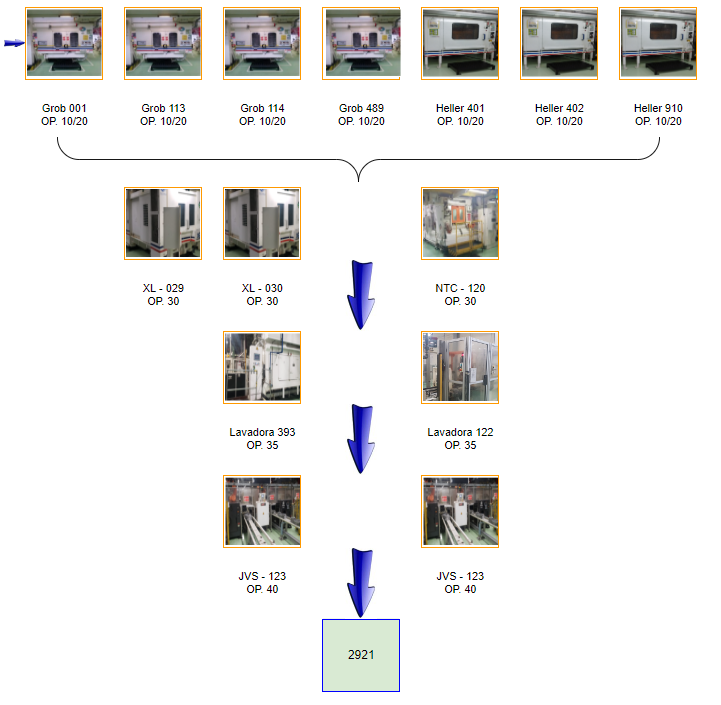 Grob 001
OP. 10/20
Grob 113
OP. 10/20
Grob 114
OP. 10/20
Grob 489
OP. 10/20
Heller 401
OP. 10/20
Heller 402
OP. 10/20
Heller 910
OP. 10/20
XL - 029
OP. 30
XL - 030
OP. 30
NTC - 120
OP. 30
Lavadora 393
OP. 35
Lavadora 122
OP. 35
JVS - 123
OP. 40
JVS - 123
OP. 40
2921